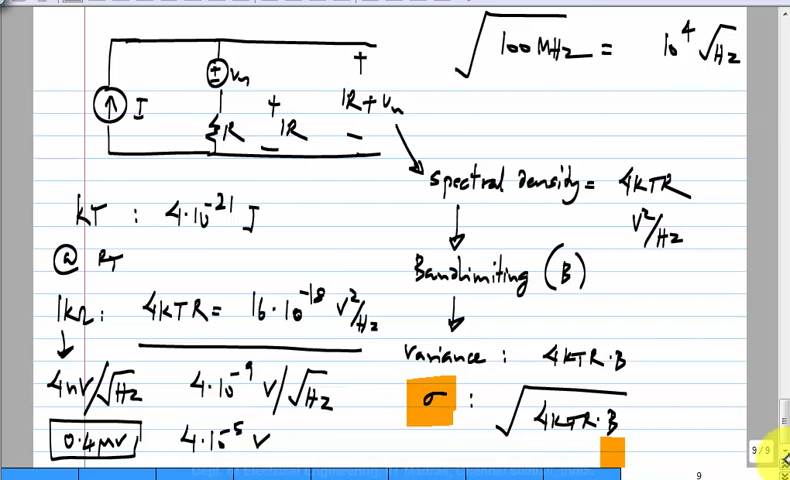 √100 MHz = 10⁴ √Hz
I
Vn
R
+ IR −
+ IR + Vn −
Spectral density = 4kTR V²/Hz
kT : 4·10⁻²¹ J
@ RT
Bandlimiting (B)
1kΩ : 4kTR = 16·10⁻¹⁸ V²/Hz
Variance : 4kTR·B
4nV/√Hz 4·10⁻⁹ V/√Hz
σ : √4kTR·B
0.4μV 4·10⁻⁵ V
9/9
9